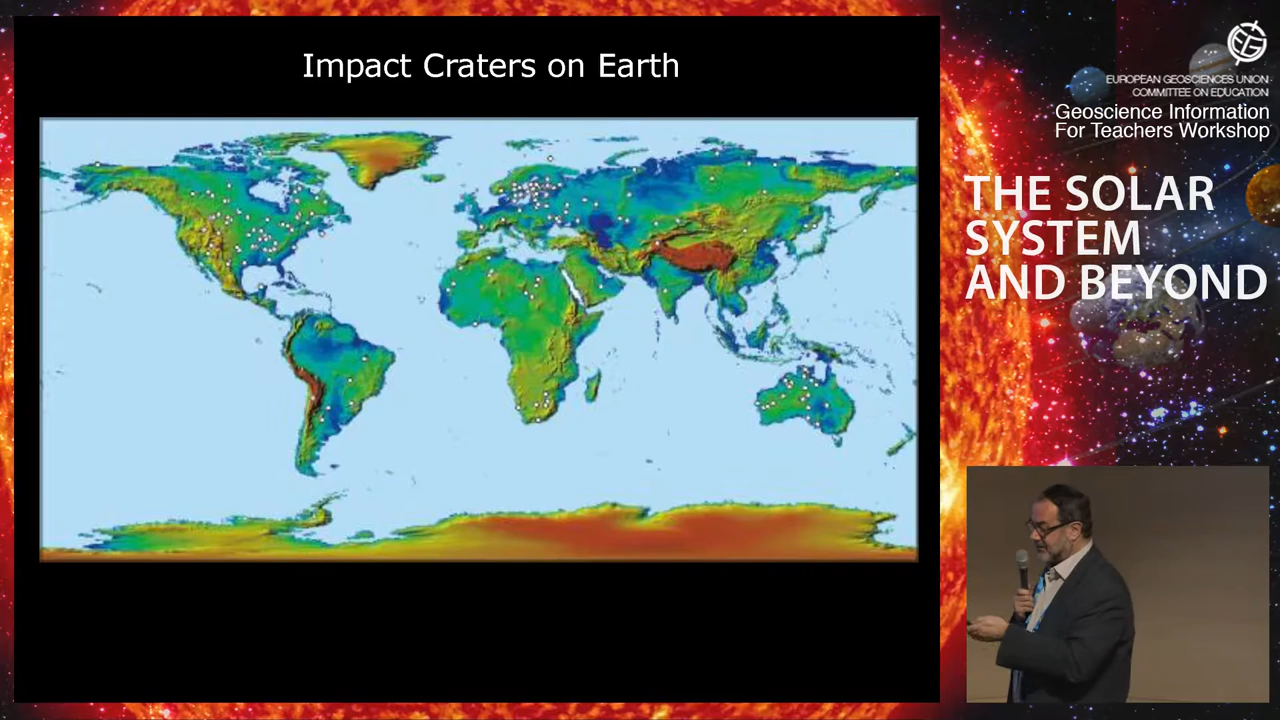 Impact Craters on Earth
EUROPEAN GEOSCIENCES UNION
COMMITTEE ON EDUCATION
Geoscience Information
For Teachers Workshop
THE SOLAR
SYSTEM
AND BEYOND